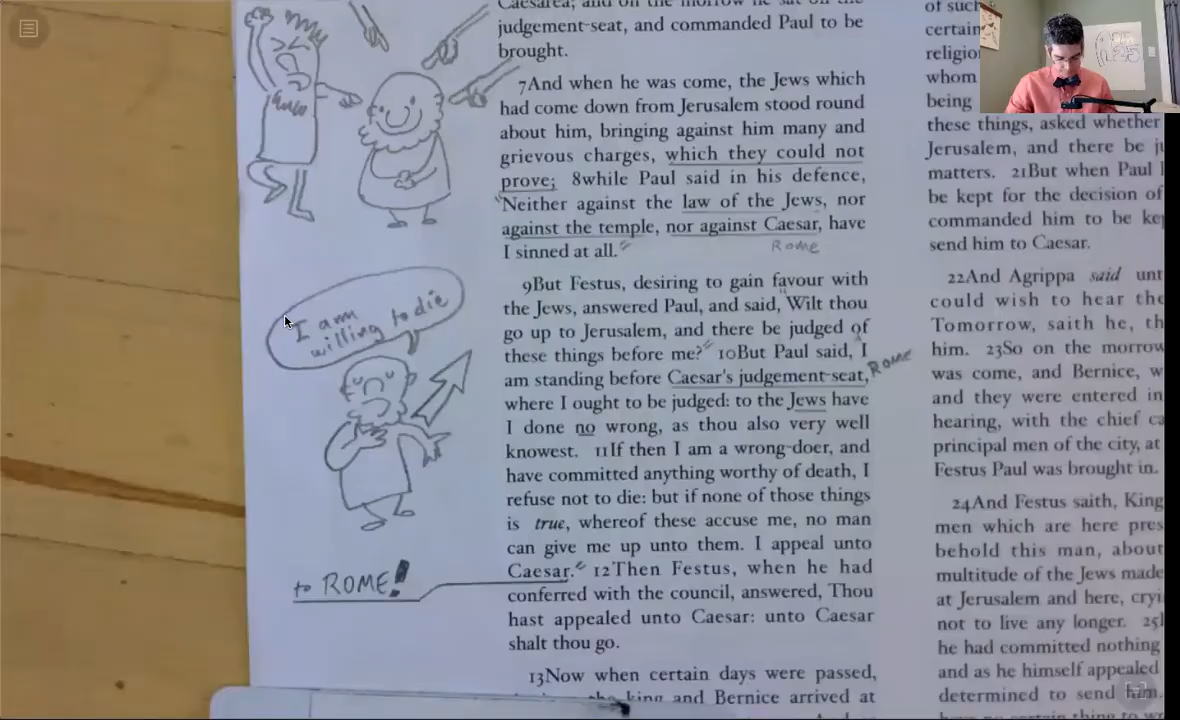 judgement-seat, and commanded Paul to be
brought.
7And when he was come, the Jews which
had come down from Jerusalem stood round
about him, bringing against him many and
grievous charges, which they could not
prove; 8while Paul said in his defence,
"Neither against the law of the Jews, nor
against the temple, nor against Caesar, have
I sinned at all."
Rome
9But Festus, desiring to gain favour with
the Jews, answered Paul, and said, "Wilt thou
go up to Jerusalem, and there be judged of
these things before me?" 10But Paul said, I
am standing before Caesar's judgement-seat,
Rome
where I ought to be judged: to the Jews have
I done no wrong, as thou also very well
knowest. 11If then I am a wrong-doer, and
have committed anything worthy of death, I
refuse not to die: but if none of those things
is true, whereof these accuse me, no man
can give me up unto them. I appeal unto
Caesar." 12Then Festus, when he had
conferred with the council, answered, Thou
hast appealed unto Caesar: unto Caesar
shalt thou go.
13Now when certain days were passed,
king and Bernice arrived at
I am
willing to die
to ROME!
of such
certain
whom
being
these things, asked whether
Jerusalem, and there be
matters. 21But when Paul
be kept for the decision of
commanded him to be
send him to Caesar.
22And Agrippa said
could wish to hear
Tomorrow, saith he,
him. 23So on the morrow
was come, and Bernice,
and they were entered in
hearing, with the chief
principal men of the city, at
Festus Paul was brought in.
24And Festus saith, King
men which are here
behold this man, about
multitude of the Jews made
at Jerusalem and here,
not to live any longer.
he had committed nothing
and as he himself appealed
determined to send him.